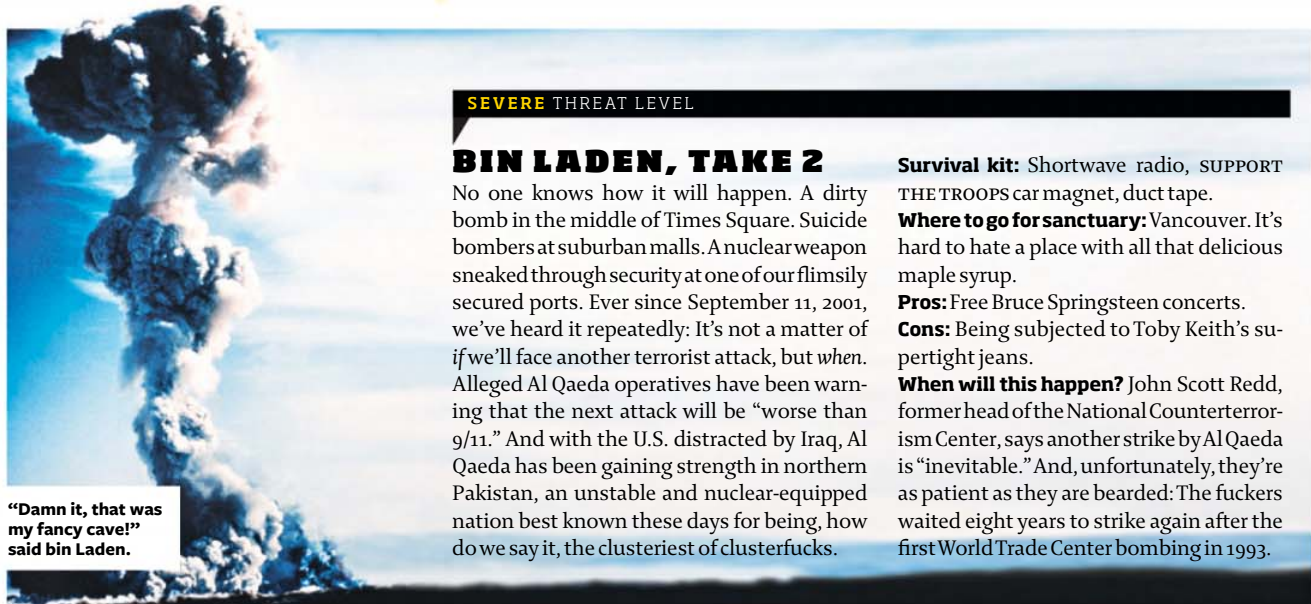 SEVERE THREAT LEVEL
BIN LADEN, TAKE 2
No one knows how it will happen. A dirty
bomb in the middle of Times Square. Suicide
bombers at suburban malls. A nuclear weapon
sneaked through security at one of our flimsily
secured ports. Ever since September 11, 2001,
we've heard it repeatedly: It's not a matter of
if we'll face another terrorist attack, but when.
Alleged Al Qaeda operatives have been warn-
ing that the next attack will be “worse than
9/11.” And with the U.S. distracted by Iraq, Al
Qaeda has been gaining strength in northern
Pakistan, an unstable and nuclear-equipped
nation best known these days for being, how
do we say it, the clusteriest of clusterfucks.
Survival kit: Shortwave radio, SUPPORT
THE TROOPS car magnet, duct tape.
Where to go for sanctuary: Vancouver. It's
hard to hate a place with all that delicious
maple syrup.
Pros: Free Bruce Springsteen concerts.
Cons: Being subjected to Toby Keith's su-
pertight jeans.
When will this happen? John Scott Redd,
former head of the National Counterterror-
ism Center, says another strike by Al Qaeda
is “inevitable.” And, unfortunately, they're
as patient as they are bearded: The fuckers
waited eight years to strike again after the
first World Trade Center bombing in 1993.
“Damn it, that was
my fancy cave!”
said bin Laden.